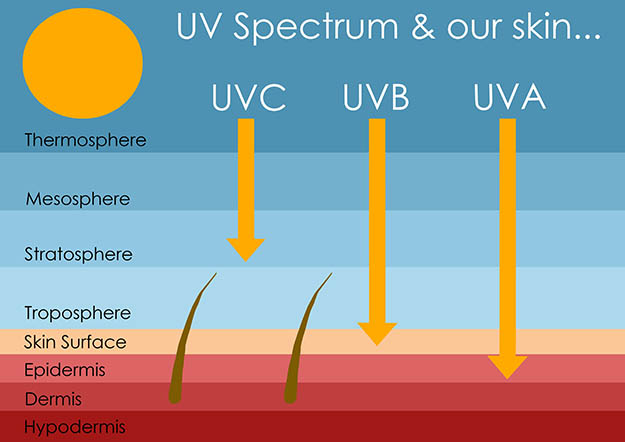 UV Spectrum & our skin...
UVC UVB UVA
Thermosphere
Mesosphere
Stratosphere
Troposphere
Skin Surface
Epidermis
Dermis
Hypodermis